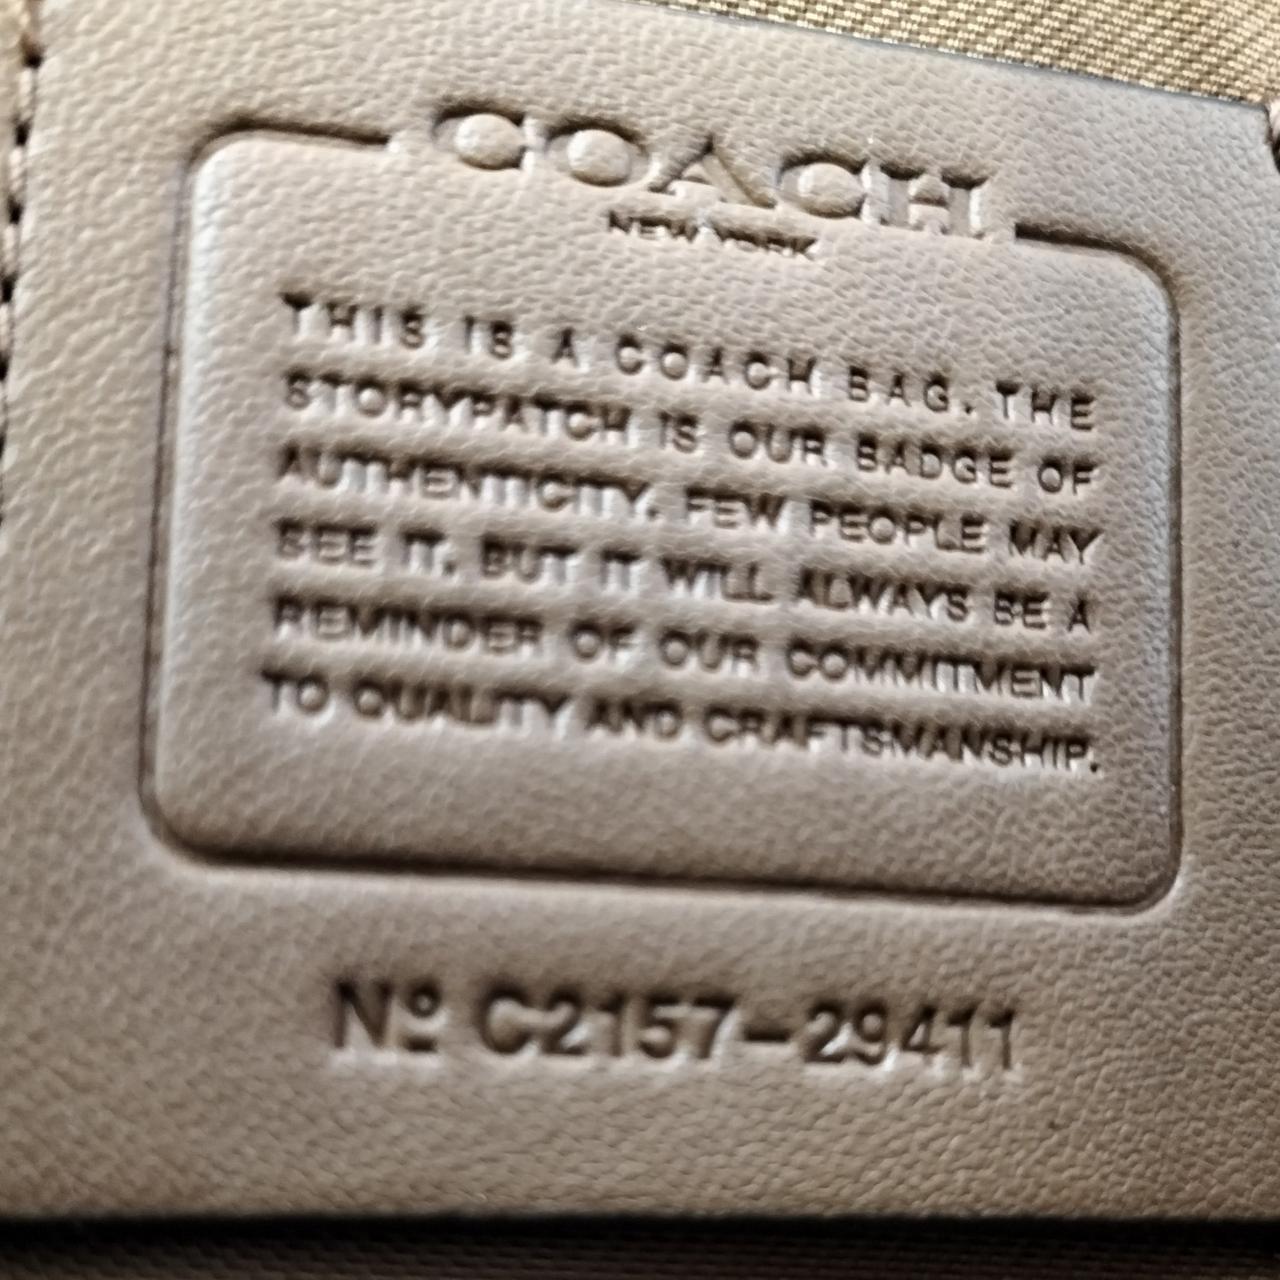 COACH
NEW YORK
THIS IS A COACH BAG. THE
STORYPATCH IS OUR BADGE OF
AUTHENTICITY. FEW PEOPLE MAY
SEE IT, BUT IT WILL ALWAYS BE A
REMINDER OF OUR COMMITMENT
TO QUALITY AND CRAFTSMANSHIP.
Nº C2157-29411